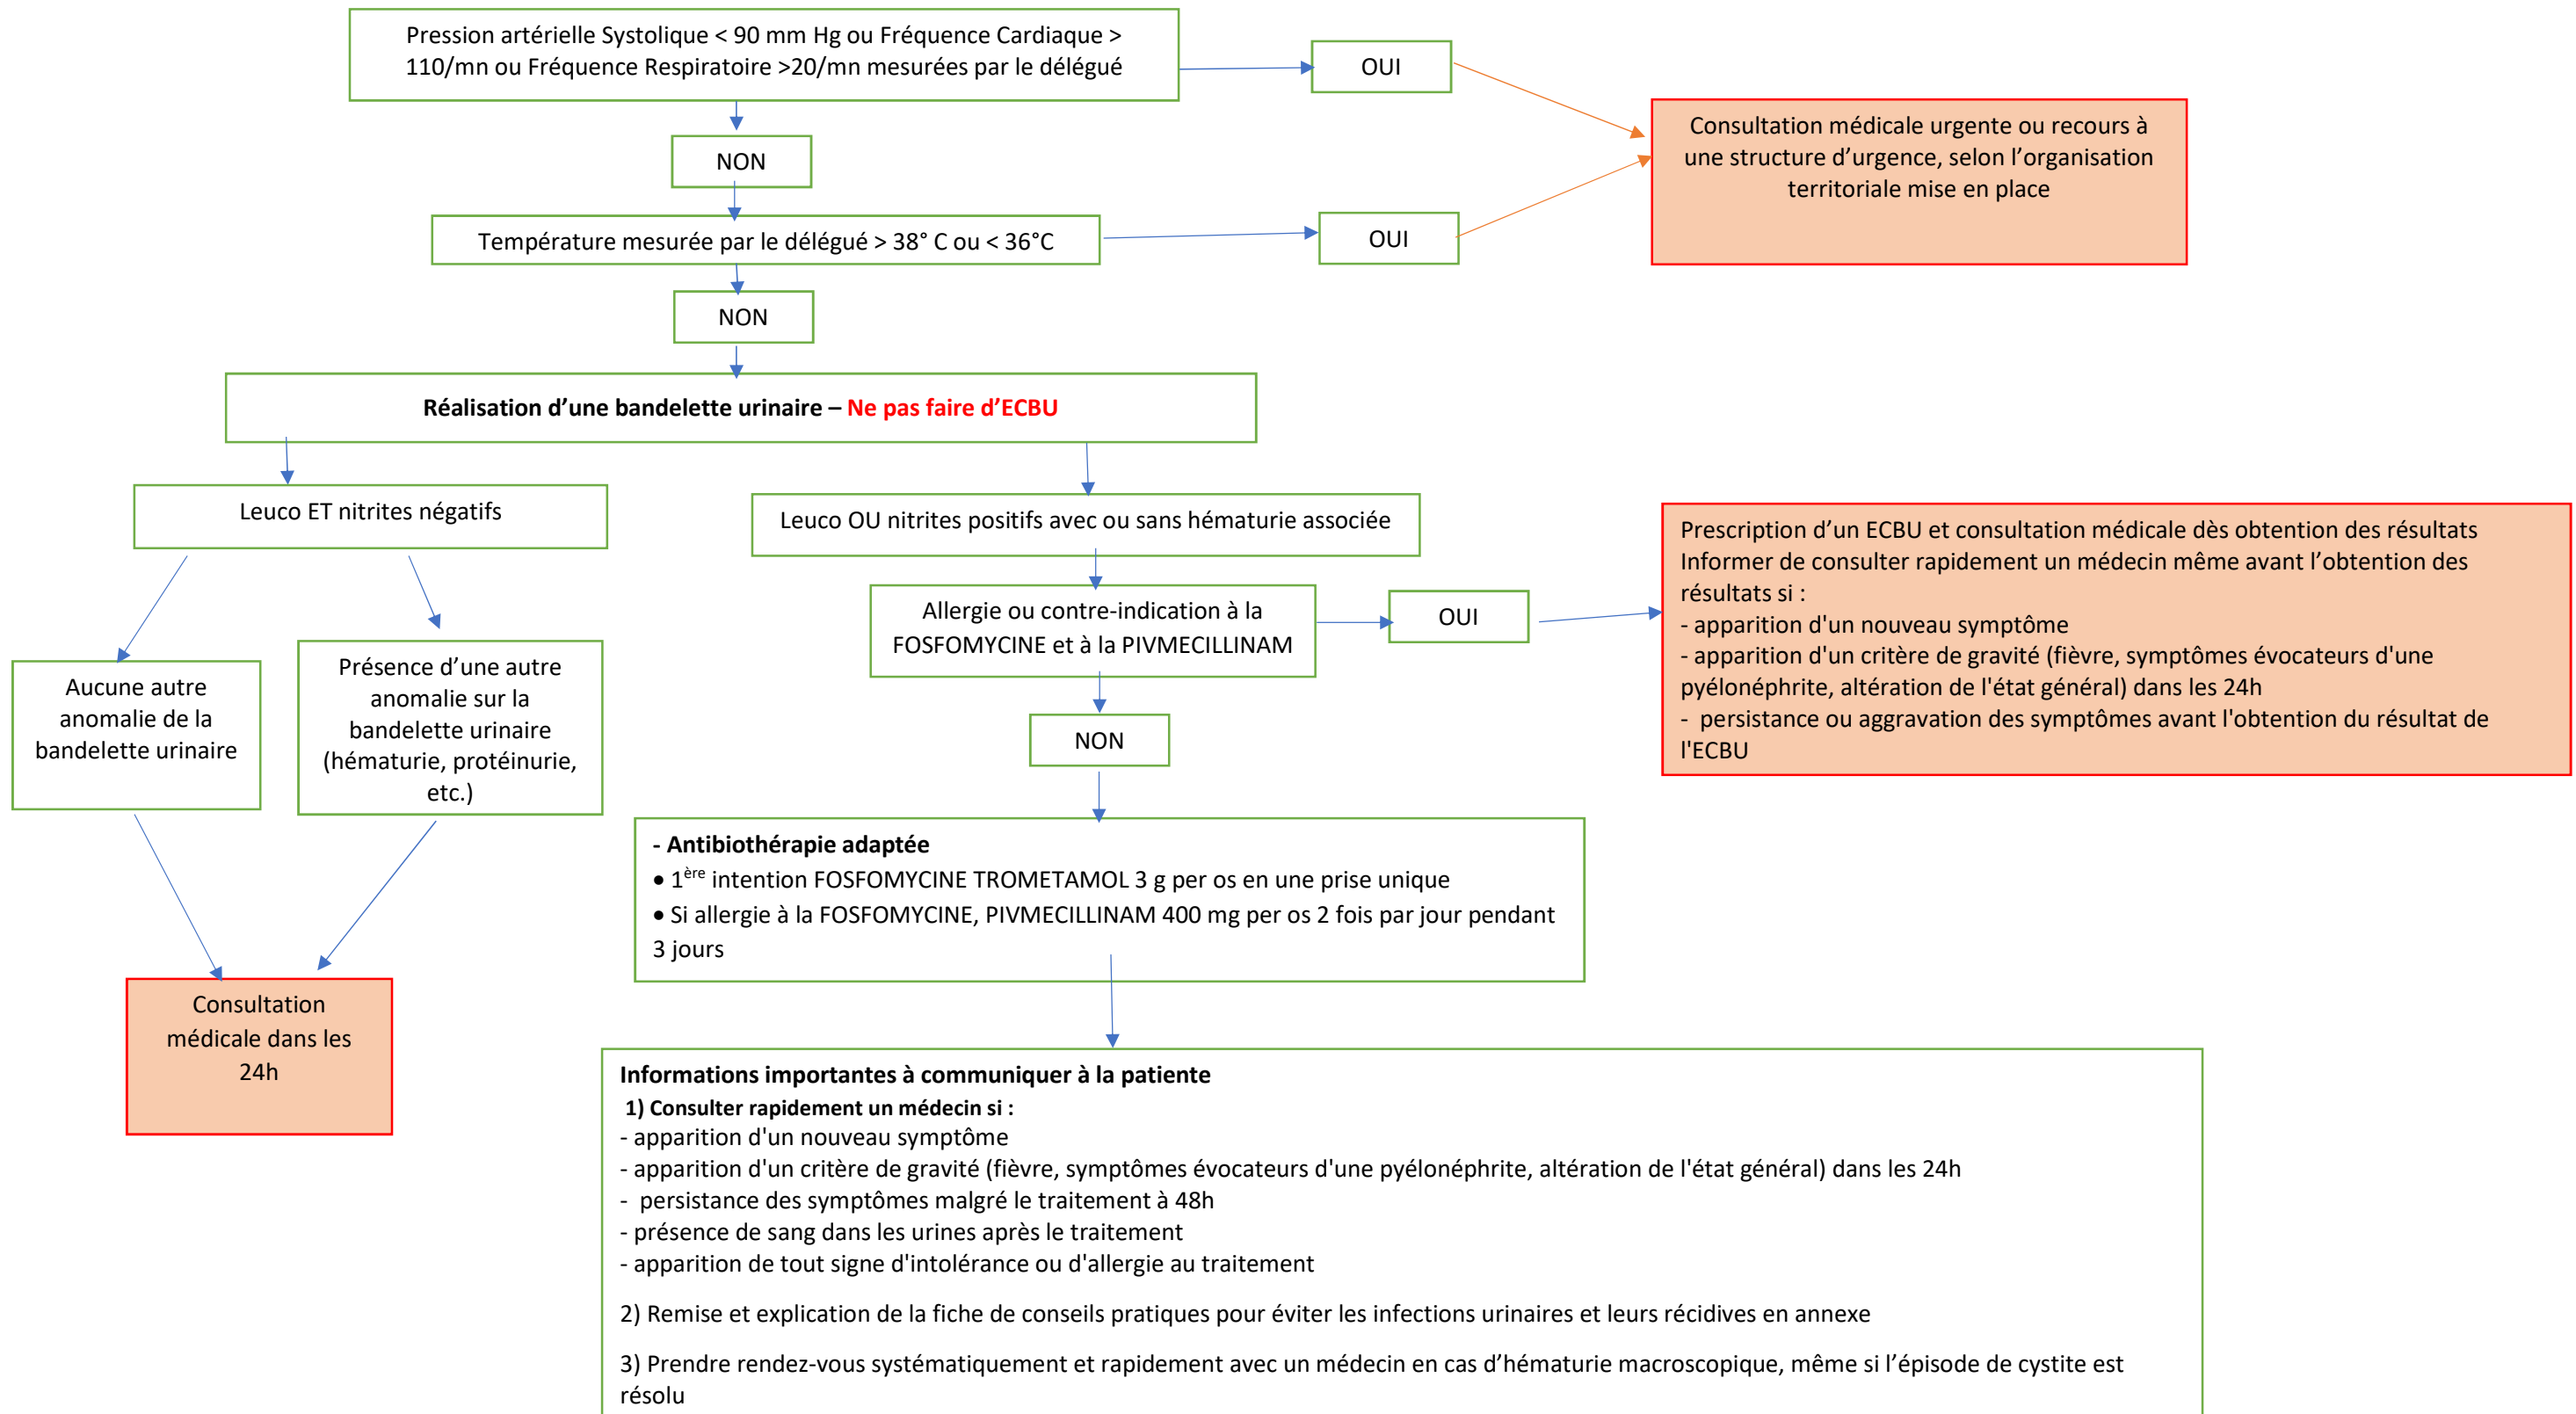 Pression artérielle Systolique < 90 mm Hg ou Fréquence Cardiaque >
110/mn ou Fréquence Respiratoire >20/mn mesurées par le délégué
OUI
Consultation médicale urgente ou recours à
une structure d’urgence, selon l’organisation
territoriale mise en place
NON
Température mesurée par le délégué > 38° C ou < 36°C
OUI
NON
Réalisation d’une bandelette urinaire – Ne pas faire d’ECBU
Leuco ET nitrites négatifs
Leuco OU nitrites positifs avec ou sans hématurie associée
Prescription d’un ECBU et consultation médicale dès obtention des résultats
Informer de consulter rapidement un médecin même avant l’obtention des
résultats si :
- apparition d'un nouveau symptôme
- apparition d'un critère de gravité (fièvre, symptômes évocateurs d'une
pyélonéphrite, altération de l'état général) dans les 24h
-  persistance ou aggravation des symptômes avant l'obtention du résultat de
l'ECBU
Allergie ou contre-indication à la
FOSFOMYCINE et à la PIVMECILLINAM
OUI
Aucune autre
anomalie de la
bandelette urinaire
Présence d’une autre
anomalie sur la
bandelette urinaire
(hématurie, protéinurie,
etc.)
NON
- Antibiothérapie adaptée
• 1ère intention FOSFOMYCINE TROMETAMOL 3 g per os en une prise unique
• Si allergie à la FOSFOMYCINE, PIVMECILLINAM 400 mg per os 2 fois par jour pendant
3 jours
Consultation
médicale dans les
24h
Informations importantes à communiquer à la patiente
1) Consulter rapidement un médecin si :
- apparition d'un nouveau symptôme
- apparition d'un critère de gravité (fièvre, symptômes évocateurs d'une pyélonéphrite, altération de l'état général) dans les 24h
-  persistance des symptômes malgré le traitement à 48h
- présence de sang dans les urines après le traitement
- apparition de tout signe d'intolérance ou d'allergie au traitement
2) Remise et explication de la fiche de conseils pratiques pour éviter les infections urinaires et leurs récidives en annexe
3) Prendre rendez-vous systématiquement et rapidement avec un médecin en cas d’hématurie macroscopique, même si l’épisode de cystite est
résolu